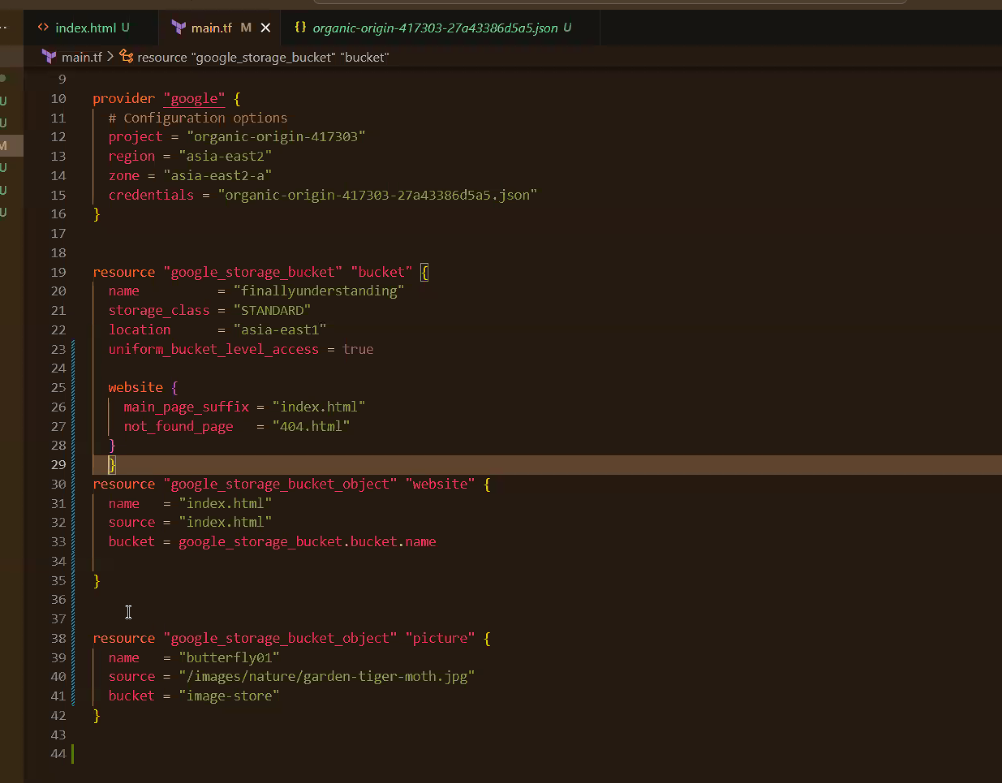 index.html U
main.tf M
{} organic-origin-417303-27a43386d5a5.json U
main.tf > resource "google_storage_bucket" "bucket"
9
10 provider "google" {
11 # Configuration options
12 project = "organic-origin-417303"
13 region = "asia-east2"
14 zone = "asia-east2-a"
15 credentials = "organic-origin-417303-27a43386d5a5.json"
16 }
17
18
19 resource "google_storage_bucket" "bucket" {
20 name = "finallyunderstanding"
21 storage_class = "STANDARD"
22 location = "asia-east1"
23 uniform_bucket_level_access = true
24
25 website {
26 main_page_suffix = "index.html"
27 not_found_page = "404.html"
28 }
29 }
30 resource "google_storage_bucket_object" "website" {
31 name = "index.html"
32 source = "index.html"
33 bucket = google_storage_bucket.bucket.name
34
35 }
36
37
38 resource "google_storage_bucket_object" "picture" {
39 name = "butterfly01"
40 source = "/images/nature/garden-tiger-moth.jpg"
41 bucket = "image-store"
42 }
43
44
U
U
M
U
U
U